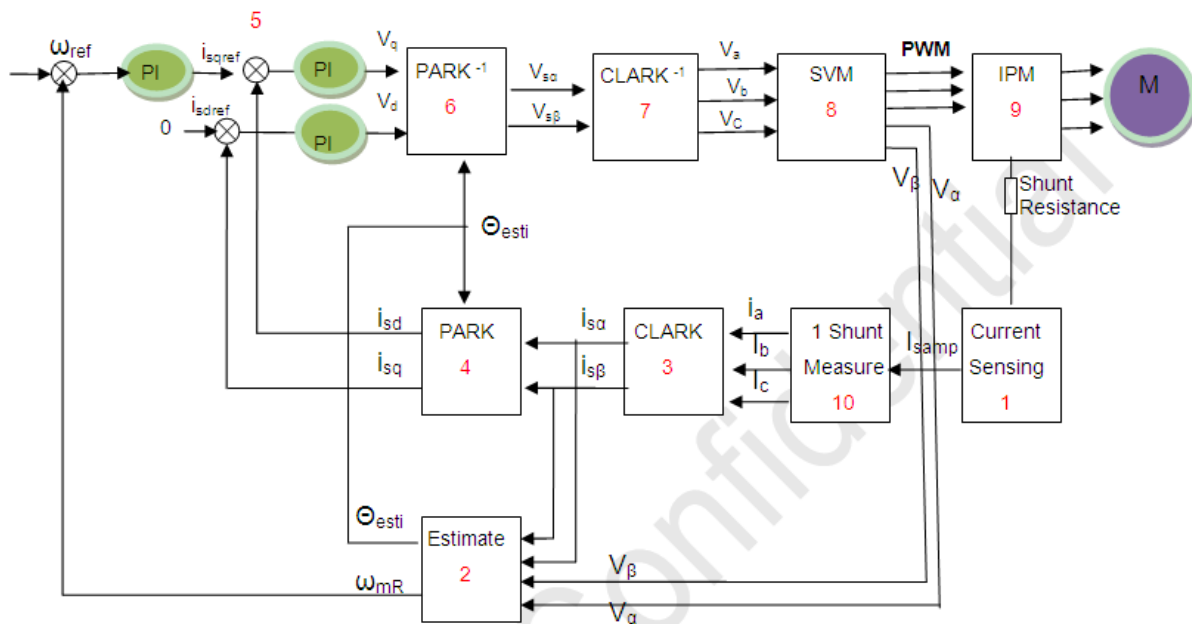 5
ωref
PI
isqref
PI
Vq
PARK -1
6
Vsα
Vsβ
CLARK -1
7
Va
Vb
VC
SVM
8
PWM
IPM
9
M
isdref
0
PI
Vd
Vβ
Vα
Shunt
Resistance
Θesti
isd
isq
PARK
4
isα
isβ
CLARK
3
ia
Ib
Ic
1 Shunt
Measure
10
Isamp
Current
Sensing
1
Θesti
ωmR
Estimate
2
Vβ
Vα
Confidential